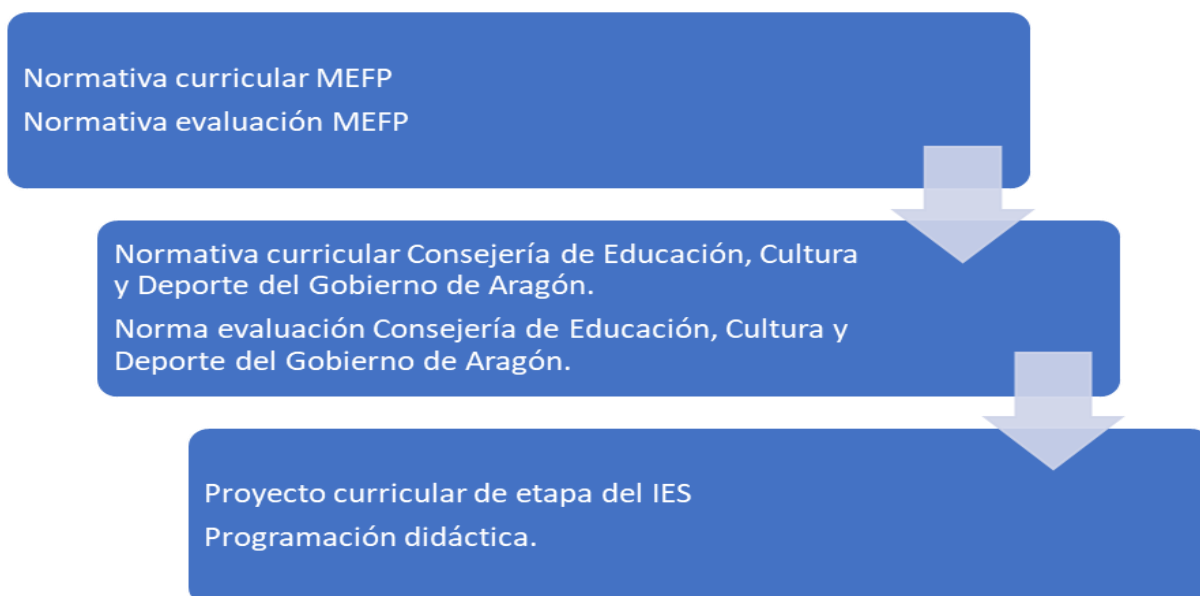 Normativa curricular MEFP
Normativa evaluación MEFP
Normativa curricular Consejería de Educación, Cultura
y Deporte del Gobierno de Aragón.
Norma evaluación Consejería de Educación, Cultura y
Deporte del Gobierno de Aragón.
Proyecto curricular de etapa del IES
Programación didáctica.